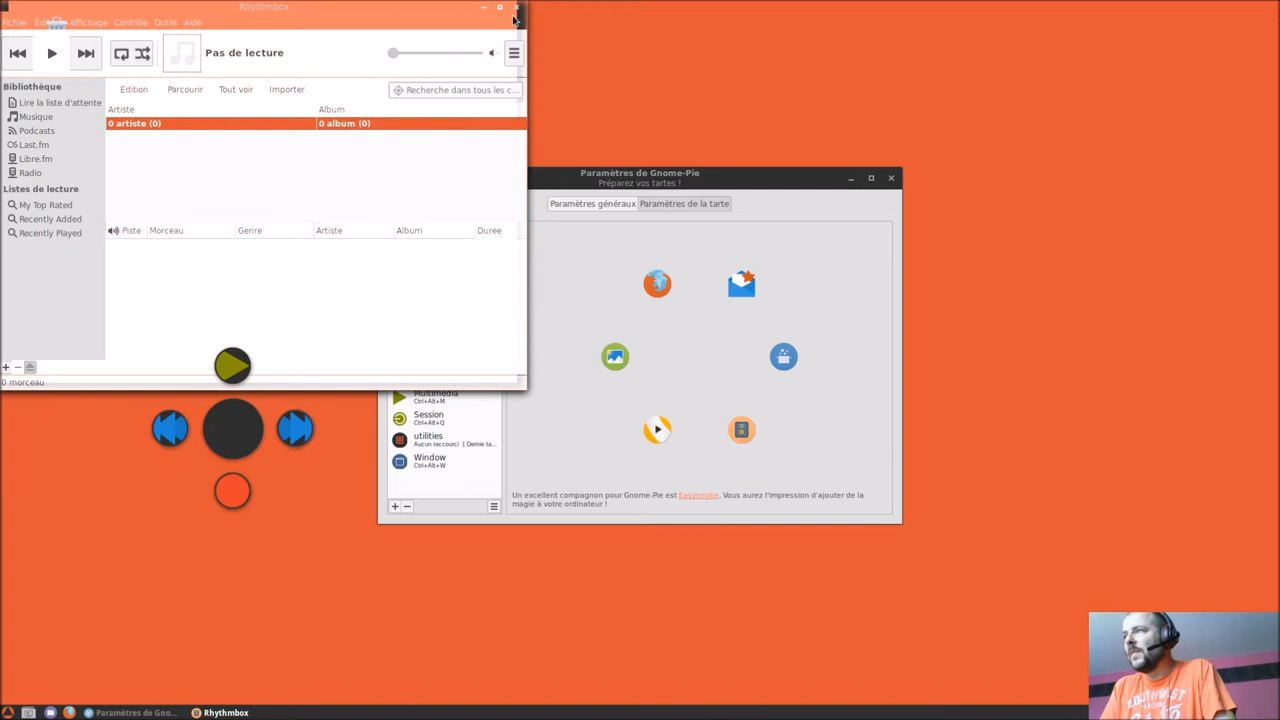 Rhythmbox
Fichier Affichage Contrôle Outils Aide
Pas de lecture
Bibliothèque
Lire la liste d'attente
Musique
Podcasts
Last.fm
Libre.fm
Radio
Listes de lecture
My Top Rated
Recently Added
Recently Played
Edition Parcourir Tout voir Importer
Recherche dans tous les c...
Artiste Album
0 artiste (0) 0 album (0)
Piste Morceau Genre Artiste Album Durée
0 morceau
Paramètres de Gnome-Pie
Préparez vos tartes !
Paramètres généraux Paramètres de la tarte
Multimedia
Ctrl+Alt+M
Session
Ctrl+Alt+Q
utilities
Aucun raccourci [ Demie ta...
Window
Ctrl+Alt+W
Un excellent compagnon pour Gnome-Pie est Easystroke. Vous aurez l'impression d'ajouter de la
magie à votre ordinateur !
Paramètres de Gno... Rhythmbox